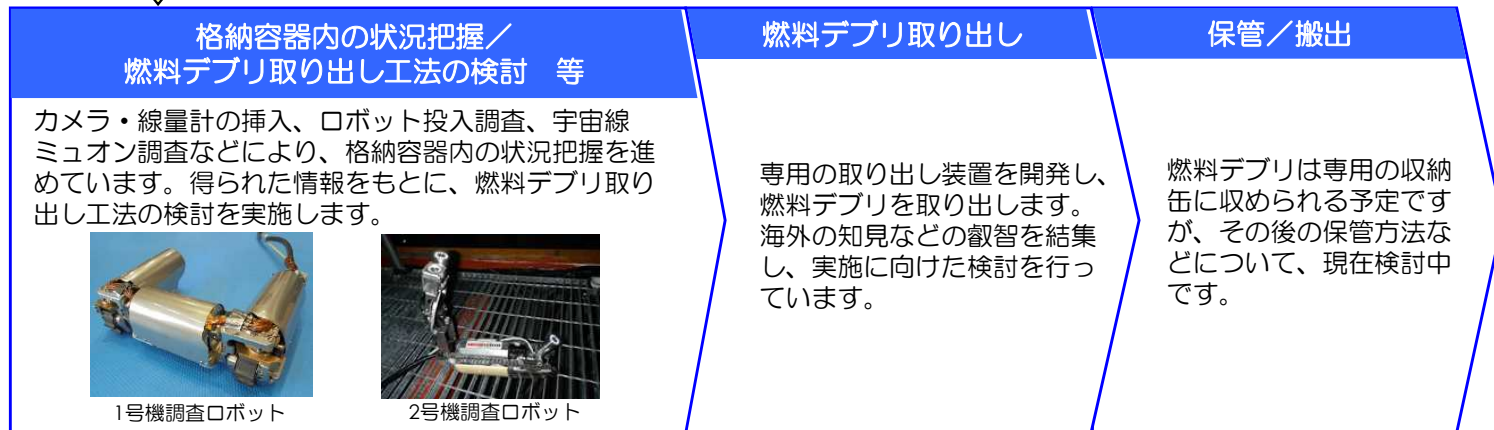 格納容器内の状況把握／
燃料デブリ取り出し工法の検討　等
カメラ・線量計の挿入、ロボット投入調査、宇宙線
ミュオン調査などにより、格納容器内の状況把握を進
めています。得られた情報をもとに、燃料デブリ取り
出し工法の検討を実施します。
1号機調査ロボット
2号機調査ロボット
燃料デブリ取り出し
専用の取り出し装置を開発し、
燃料デブリを取り出します。
海外の知見などの叡智を結集
し、実施に向けた検討を行っ
ています。
保管／搬出
燃料デブリは専用の収納
缶に収められる予定です
が、その後の保管方法な
どについて、現在検討中
です。